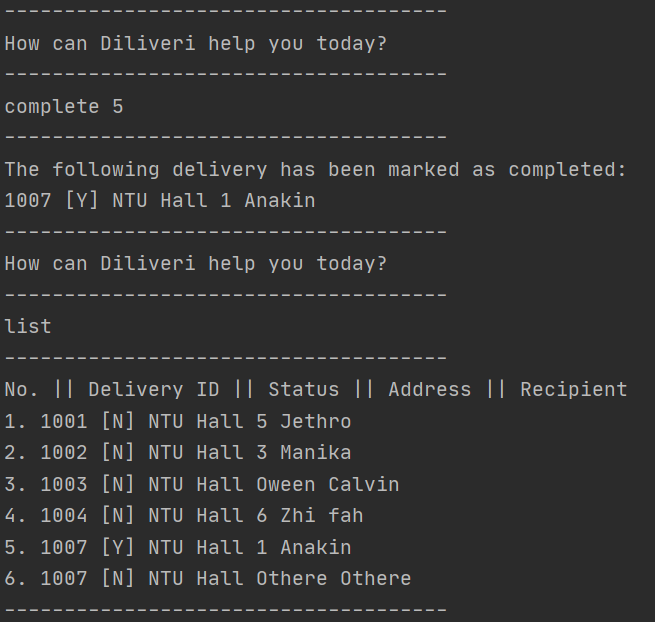 -------------------------------------
How can Diliveri help you today?
-------------------------------------
complete 5
-------------------------------------
The following delivery has been marked as completed:
1007 [Y] NTU Hall 1 Anakin
-------------------------------------
How can Diliveri help you today?
-------------------------------------
list
-------------------------------------
No. || Delivery ID || Status || Address || Recipient
1. 1001 [N] NTU Hall 5 Jethro
2. 1002 [N] NTU Hall 3 Manika
3. 1003 [N] NTU Hall Oween Calvin
4. 1004 [N] NTU Hall 6 Zhi fah
5. 1007 [Y] NTU Hall 1 Anakin
6. 1007 [N] NTU Hall Othere Othere
-------------------------------------